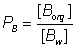 P_B = [B_org] / [B_w]